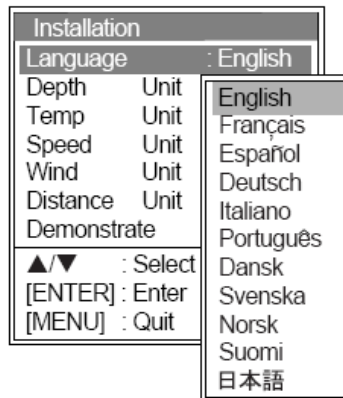 Installation
Language : English
Depth Unit
Temp Unit
Speed Unit
Wind Unit
Distance Unit
Demonstrate
▲/▼ : Select
[ENTER] : Enter
[MENU] : Quit
English
Français
Español
Deutsch
Italiano
Português
Dansk
Svenska
Norsk
Suomi
日本語